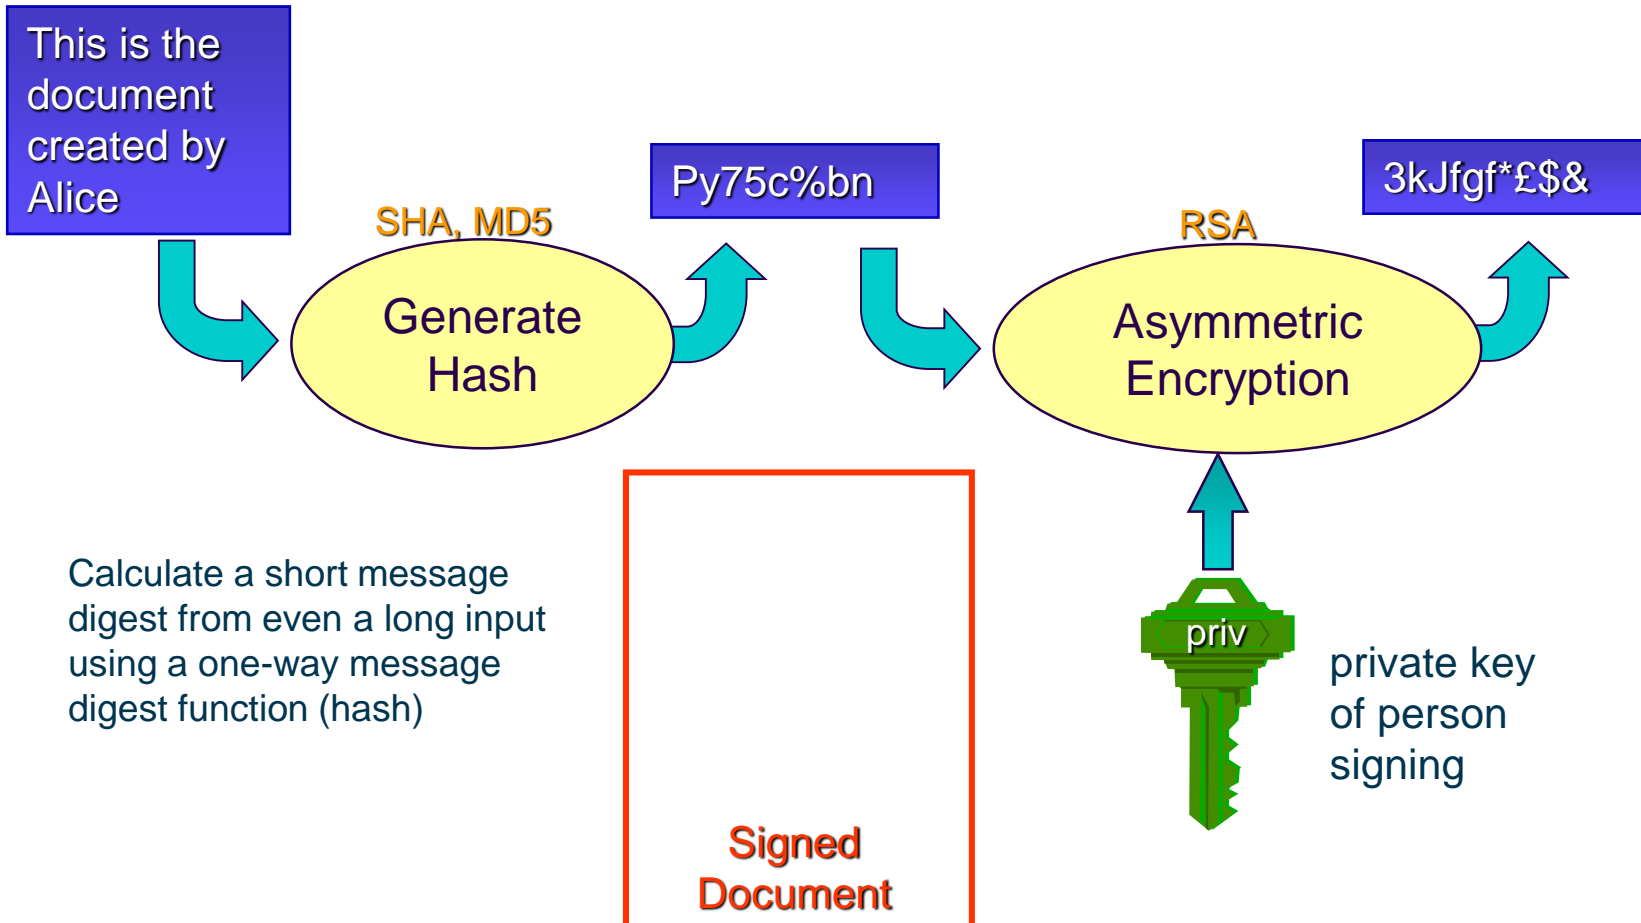 This is the
document
created by
Alice
SHA, MD5
Generate
Hash
Py75c%bn
RSA
Asymmetric
Encryption
3kJfgf*£$&
Calculate a short message
digest from even a long input
using a one-way message
digest function (hash)
Signed
Document
priv
private key
of person
signing